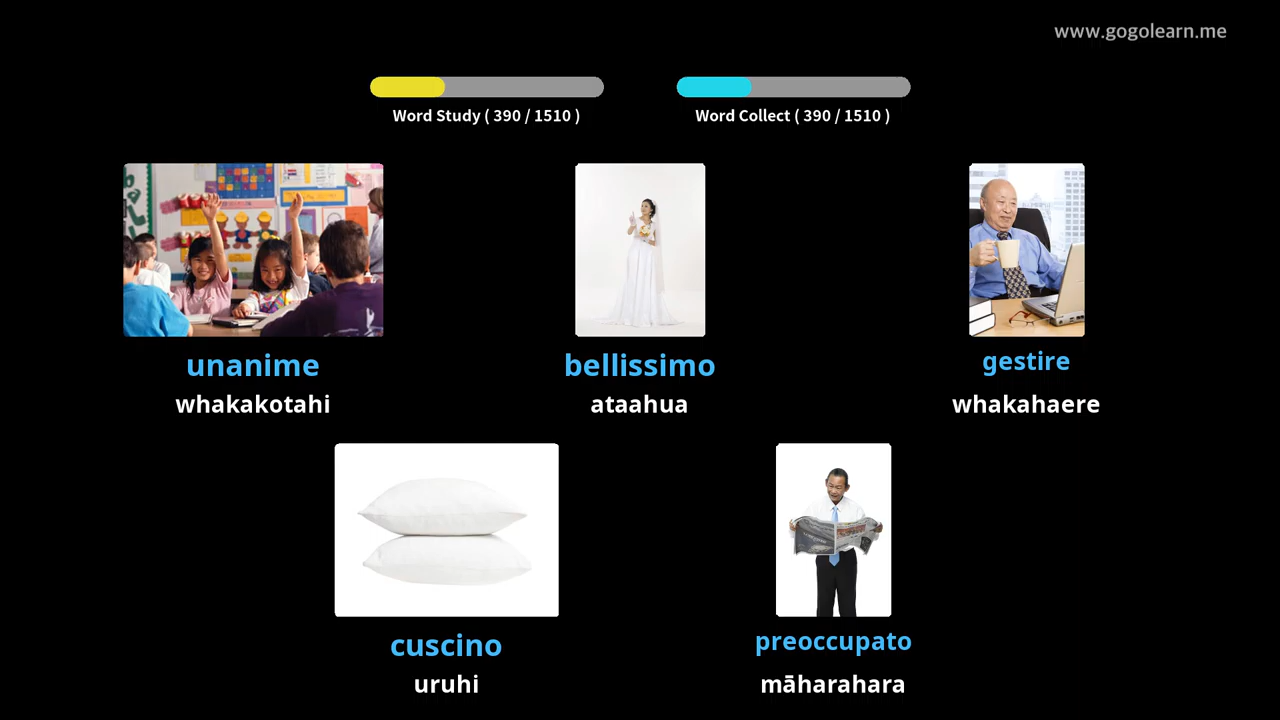 www.gogolearn.me
Word Study ( 390 / 1510 )
Word Collect ( 390 / 1510 )
unanime
whakakotahi
bellissimo
ataahua
gestire
whakahaere
cuscino
uruhi
preoccupato
māharahara